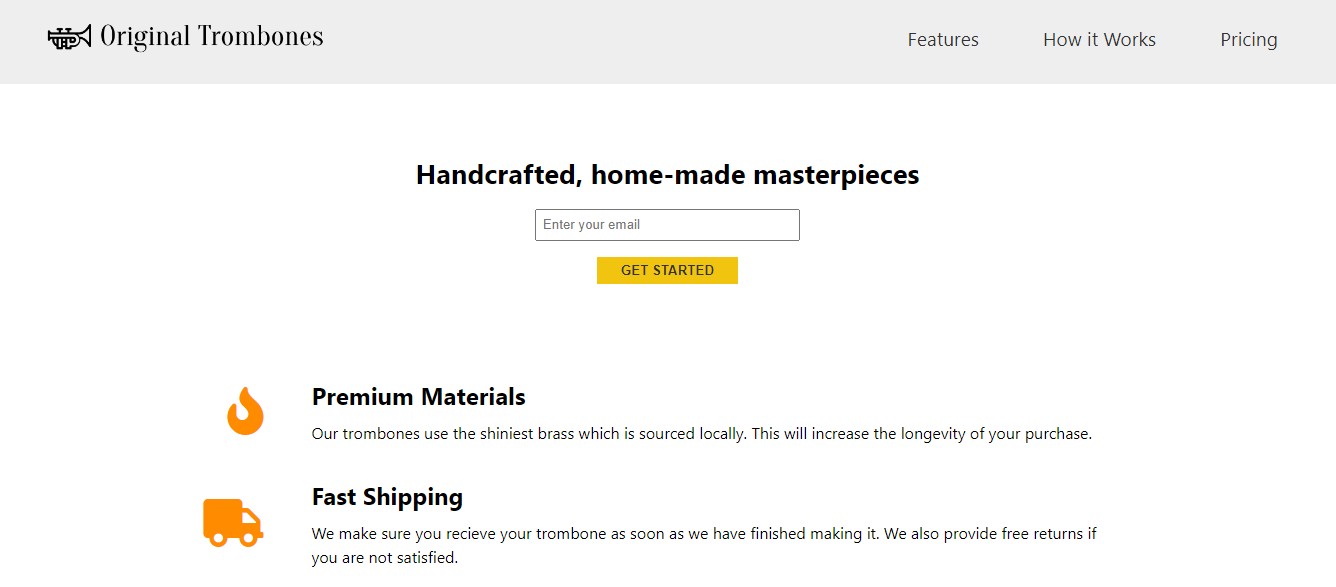 Original Trombones
Features
How it Works
Pricing
Handcrafted, home-made masterpieces
Enter your email
GET STARTED
Premium Materials
Our trombones use the shiniest brass which is sourced locally. This will increase the longevity of your purchase.
Fast Shipping
We make sure you recieve your trombone as soon as we have finished making it. We also provide free returns if
you are not satisfied.